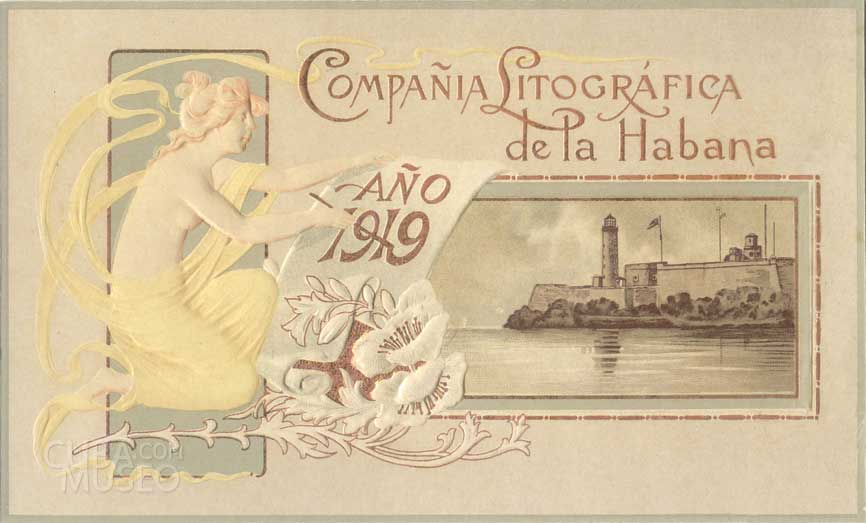 COMPAÑIA LITOGRÁFICA
de la Habana
AÑO
1919
CUBA.COM
MUSEO